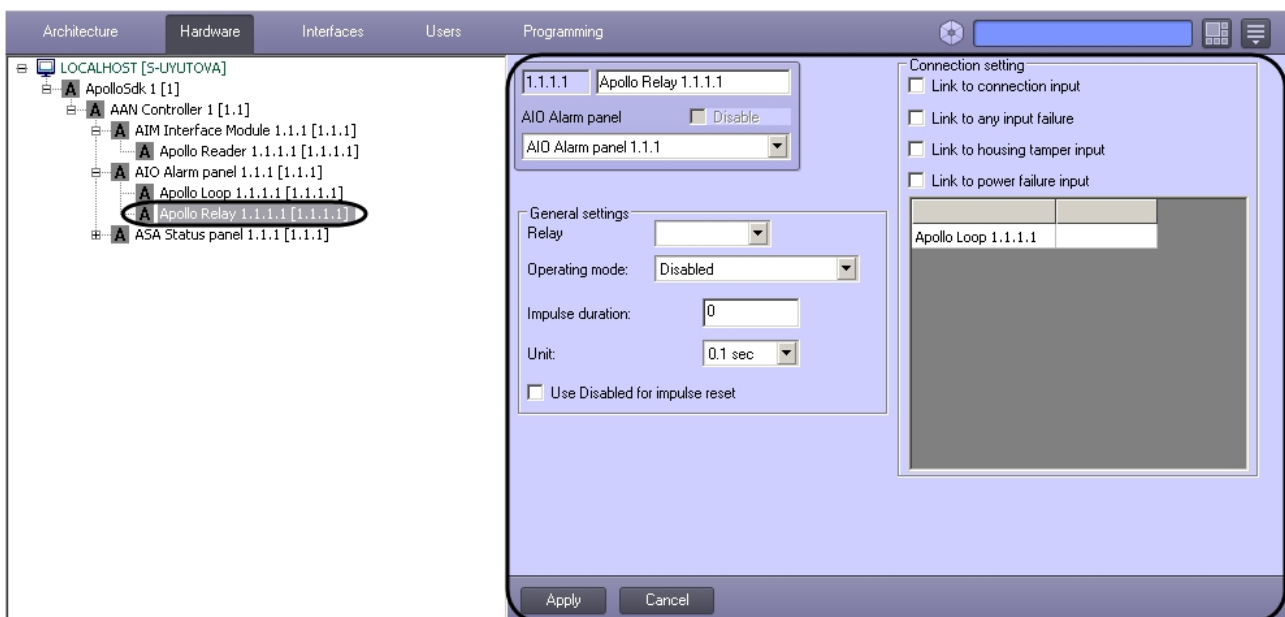 Architecture Hardware Interfaces Users Programming
LOCALHOST [S-UYUTOVA]
A ApolloSdk 1 [1]
A AAN Controller 1 [1.1]
A AIM Interface Module 1.1.1 [1.1.1]
A Apollo Reader 1.1.1.1 [1.1.1.1]
A AIO Alarm panel 1.1.1 [1.1.1]
A Apollo Loop 1.1.1.1 [1.1.1.1]
A Apollo Relay 1.1.1.1 [1.1.1.1]
A ASA Status panel 1.1.1 [1.1.1]
1.1.1.1 Apollo Relay 1.1.1.1
AIO Alarm panel Disable
AIO Alarm panel 1.1.1
General settings
Relay
Operating mode: Disabled
Impulse duration: 0
Unit: 0.1 sec
Use Disabled for impulse reset
Connection setting
Link to connection input
Link to any input failure
Link to housing tamper input
Link to power failure input
Apollo Loop 1.1.1.1
Apply Cancel